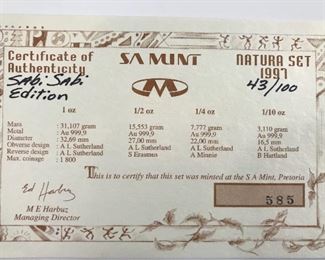 Certificate of Authenticity
Sabi Sabi Edition
SA MINT
NATURA SET 1997
43/100
1 oz 1/2 oz 1/4 oz 1/10 oz
Mass : 31,107 gram 15,553 gram 7,777 gram 3,110 gram
Metal : Au 999,9 Au 999,9 Au 999,9 Au 999,9
Diameter : 32,69 mm 27,00 mm 22,00 mm 16,5 mm
Obverse design : A L Sutherland A L Sutherland A L Sutherland A L Sutherland
Reverse design : A L Sutherland S Erasmus A Minnie B Hartland
Max. coinage : 1 800
This is to certify that this set was minted at the S A Mint, Pretoria
585
M E Harbuz
Managing Director